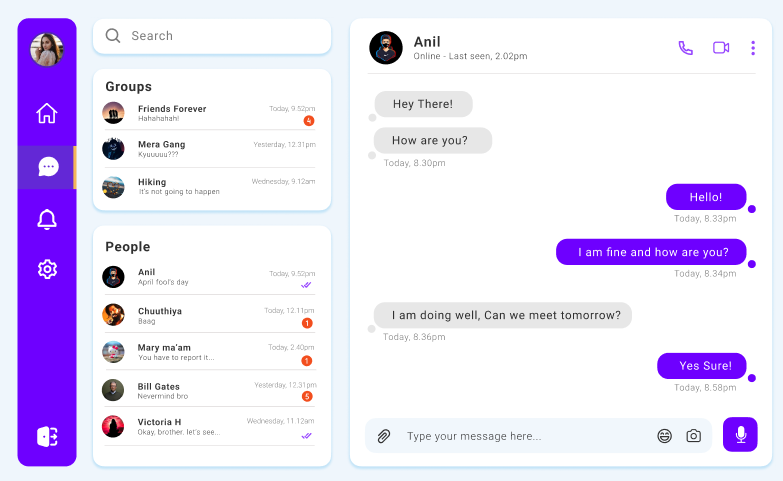 Search
Groups
Friends Forever
Today, 9.52pm
Hahahahah!
4
Mera Gang
Yesterday, 12.31pm
Kyuuuuu???
Hiking
Wednesday, 9.12am
It's not going to happen
People
Anil
Today, 9.52pm
April fool's day
Chuuthiya
Today, 12.11pm
Baag
1
Mary ma'am
Today, 2.40pm
You have to report it...
1
Bill Gates
Yesterday, 12.31pm
Nevermind bro
5
Victoria H
Wednesday, 11.12am
Okay, brother. let's see...
Anil
Online - Last seen, 2.02pm
Hey There!
How are you?
Today, 8.30pm
Hello!
Today, 8.33pm
I am fine and how are you?
Today, 8.34pm
I am doing well, Can we meet tomorrow?
Today, 8.36pm
Yes Sure!
Today, 8.58pm
Type your message here...